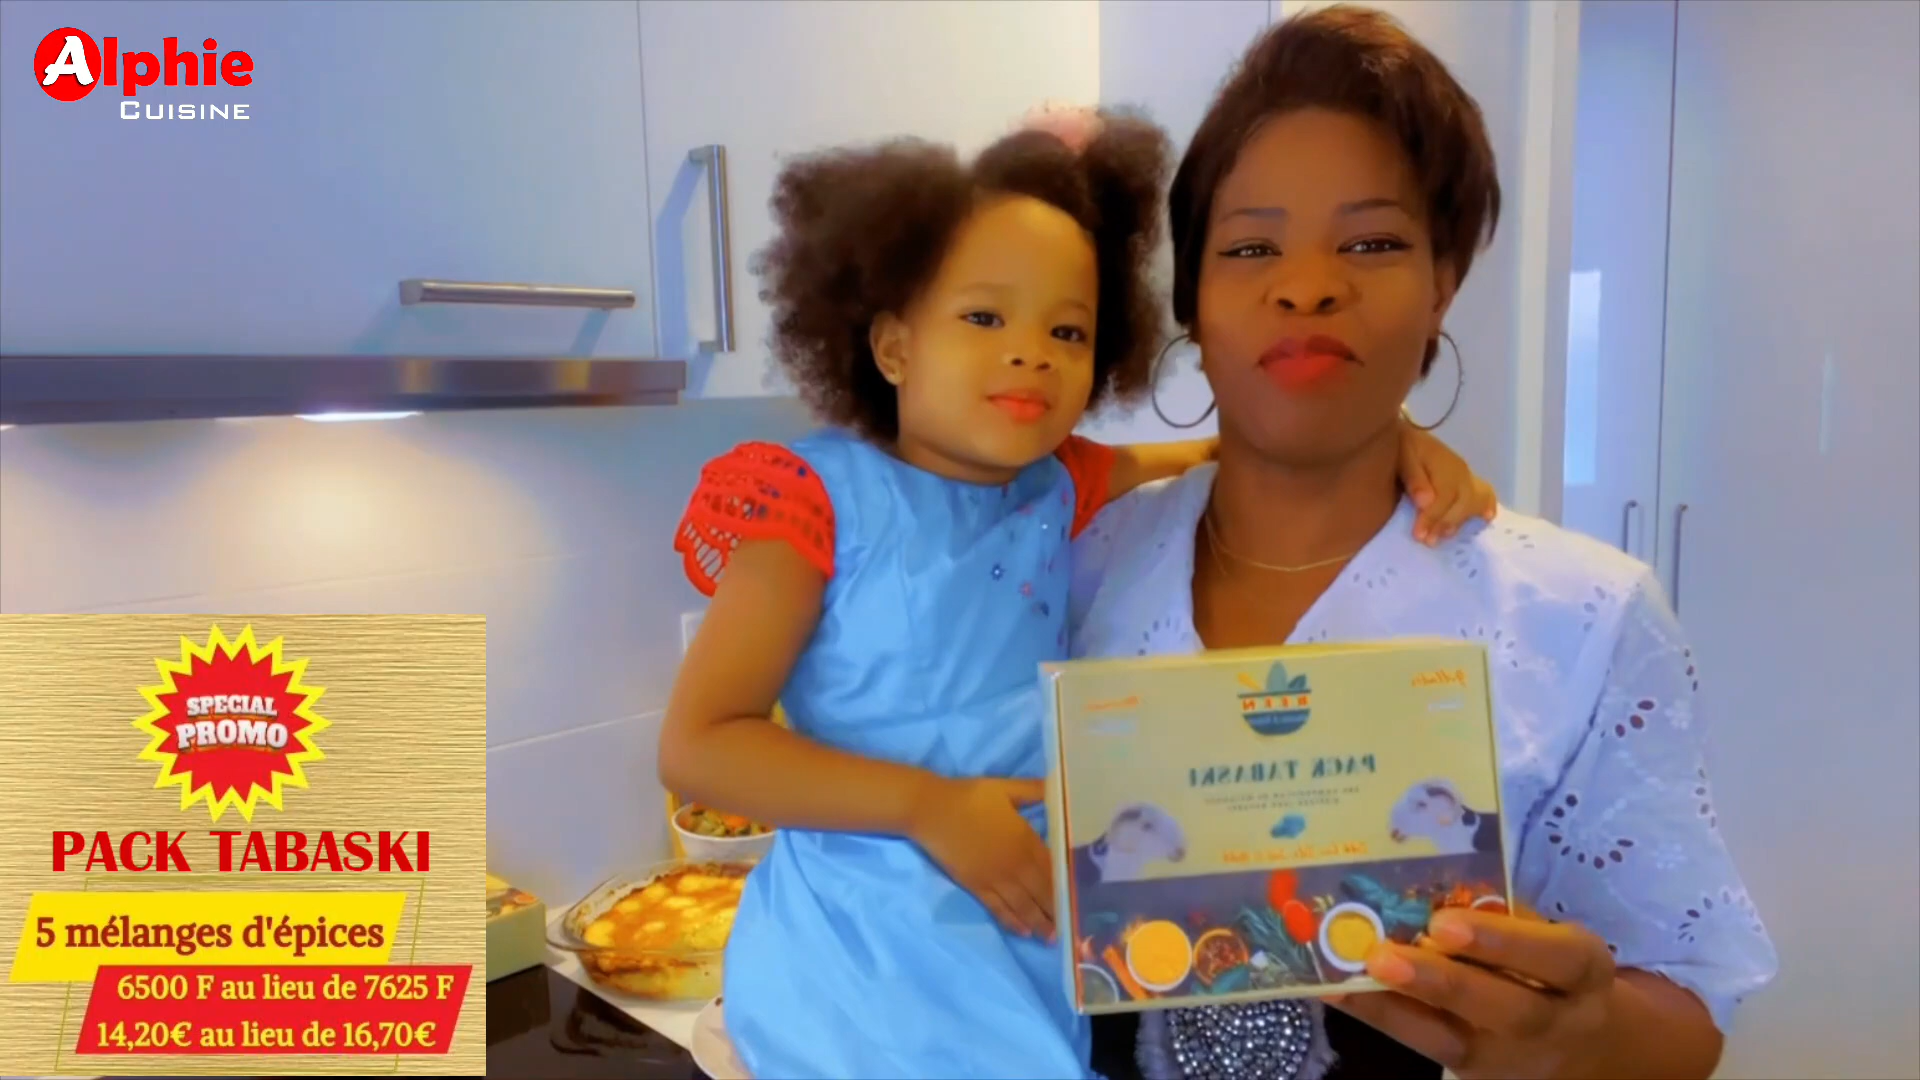 Alphie
CUISINE
SPECIAL
PROMO
PACK TABASKI
5 mélanges d'épices
6500 F au lieu de 7625 F
14,20€ au lieu de 16,70€
PACK TABASKI